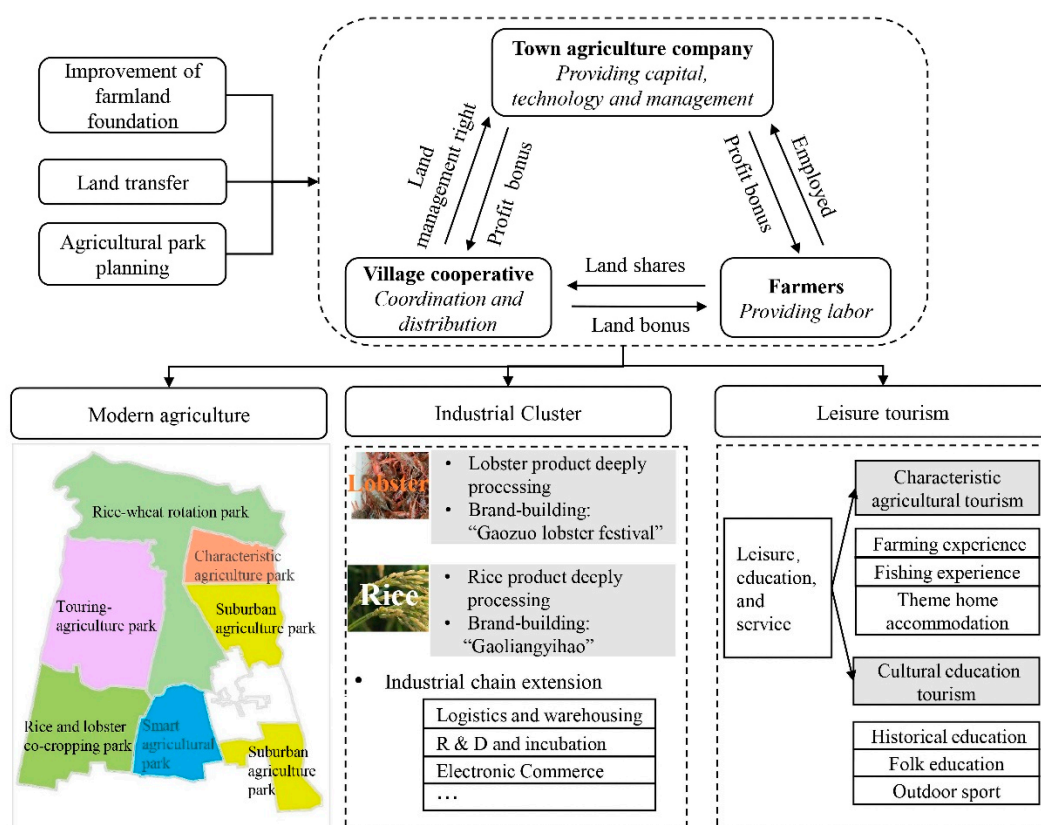 Improvement of
farmland
foundation
Land transfer
Agricultural park
planning
Town agriculture company
Providing capital,
technology and management
Land
management right
Profit bonus
Profit bonus
Employed
Village cooperative
Coordination and
distribution
Land shares
Land bonus
Farmers
Providing labor
Modern agriculture
Rice-wheat rotation park
Characteristic
agriculture park
Touring-
agriculture park
Suburban
agriculture park
Rice and lobster
co-cropping park
Smart
agricultural
park
Suburban
agriculture
park
Industrial Cluster
Lobster
• Lobster product deeply
processing
• Brand-building:
“Gaozuo lobster festival”
Rice
• Rice product deeply
processing
• Brand-building:
“Gaoliangyihao”
• Industrial chain extension
Logistics and warehousing
R & D and incubation
Electronic Commerce
…
Leisure tourism
Leisure,
education,
and
service
Characteristic
agricultural tourism
Farming experience
Fishing experience
Theme home
accommodation
Cultural education
tourism
Historical education
Folk education
Outdoor sport